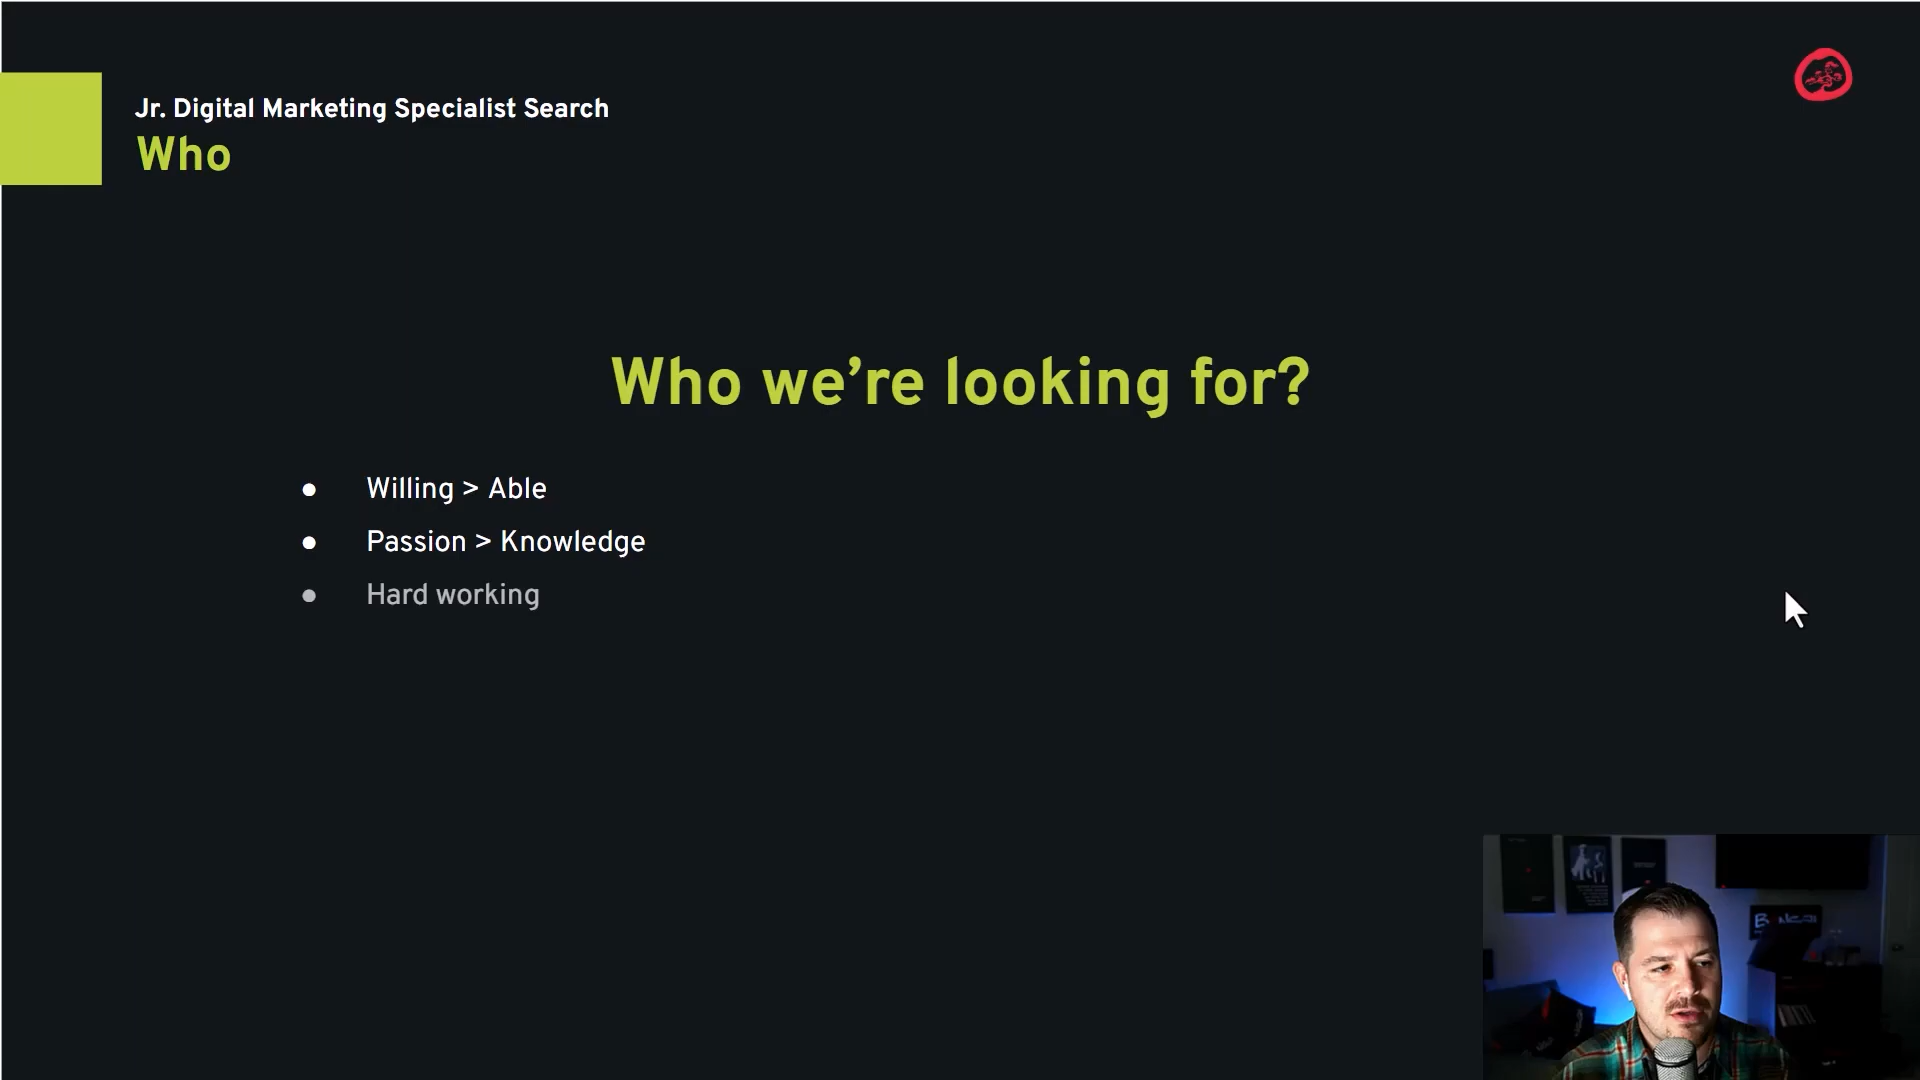 Jr. Digital Marketing Specialist Search
Who
Who we’re looking for?
● Willing > Able
● Passion > Knowledge
● Hard working